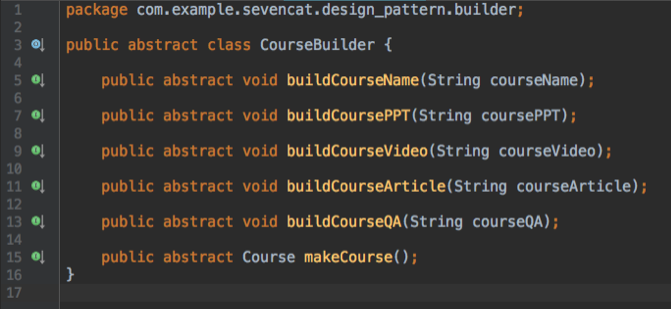 1 package com.example.sevencat.design_pattern.builder;
2
3 public abstract class CourseBuilder {
4
5 public abstract void buildCourseName(String courseName);
6
7 public abstract void buildCoursePPT(String coursePPT);
8
9 public abstract void buildCourseVideo(String courseVideo);
10
11 public abstract void buildCourseArticle(String courseArticle);
12
13 public abstract void buildCourseQA(String courseQA);
14
15 public abstract Course makeCourse();
16 }
17